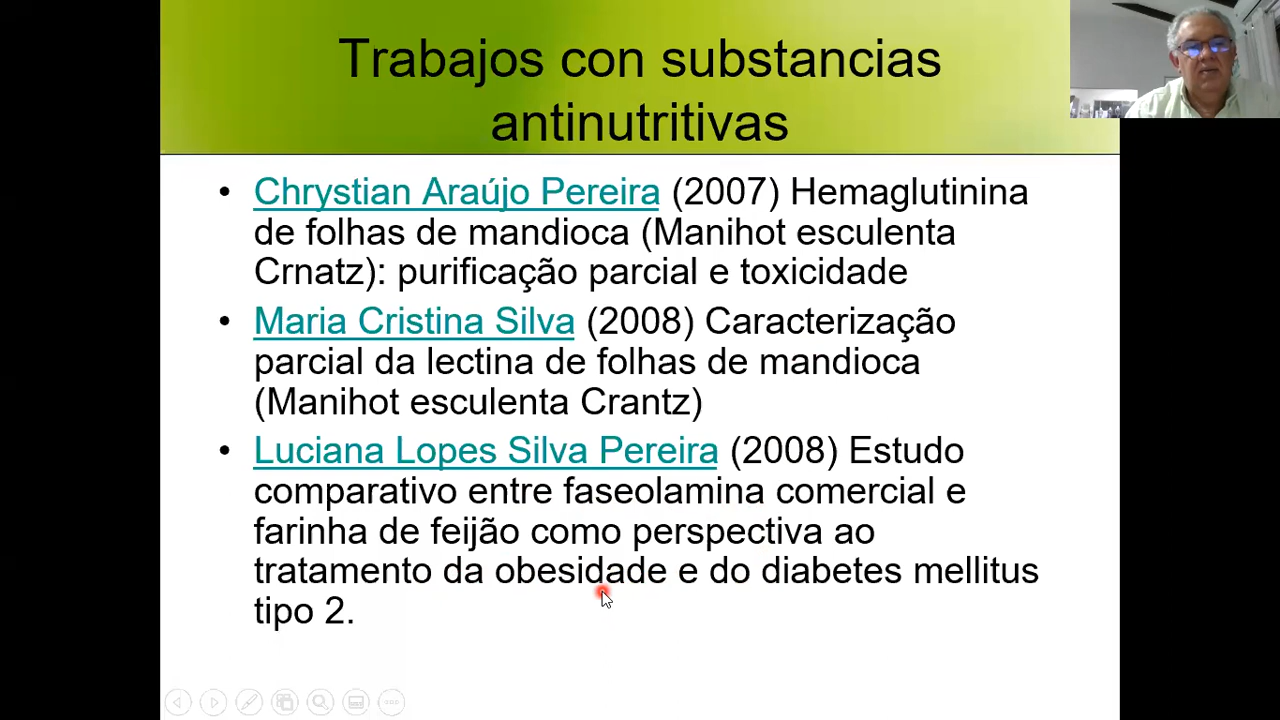 Trabajos con substancias
antinutritivas
• Chrystian Araújo Pereira (2007) Hemaglutinina
de folhas de mandioca (Manihot esculenta
Crnatz): purificação parcial e toxicidade
• Maria Cristina Silva (2008) Caracterização
parcial da lectina de folhas de mandioca
(Manihot esculenta Crantz)
• Luciana Lopes Silva Pereira (2008) Estudo
comparativo entre faseolamina comercial e
farinha de feijão como perspectiva ao
tratamento da obesidade e do diabetes mellitus
tipo 2.